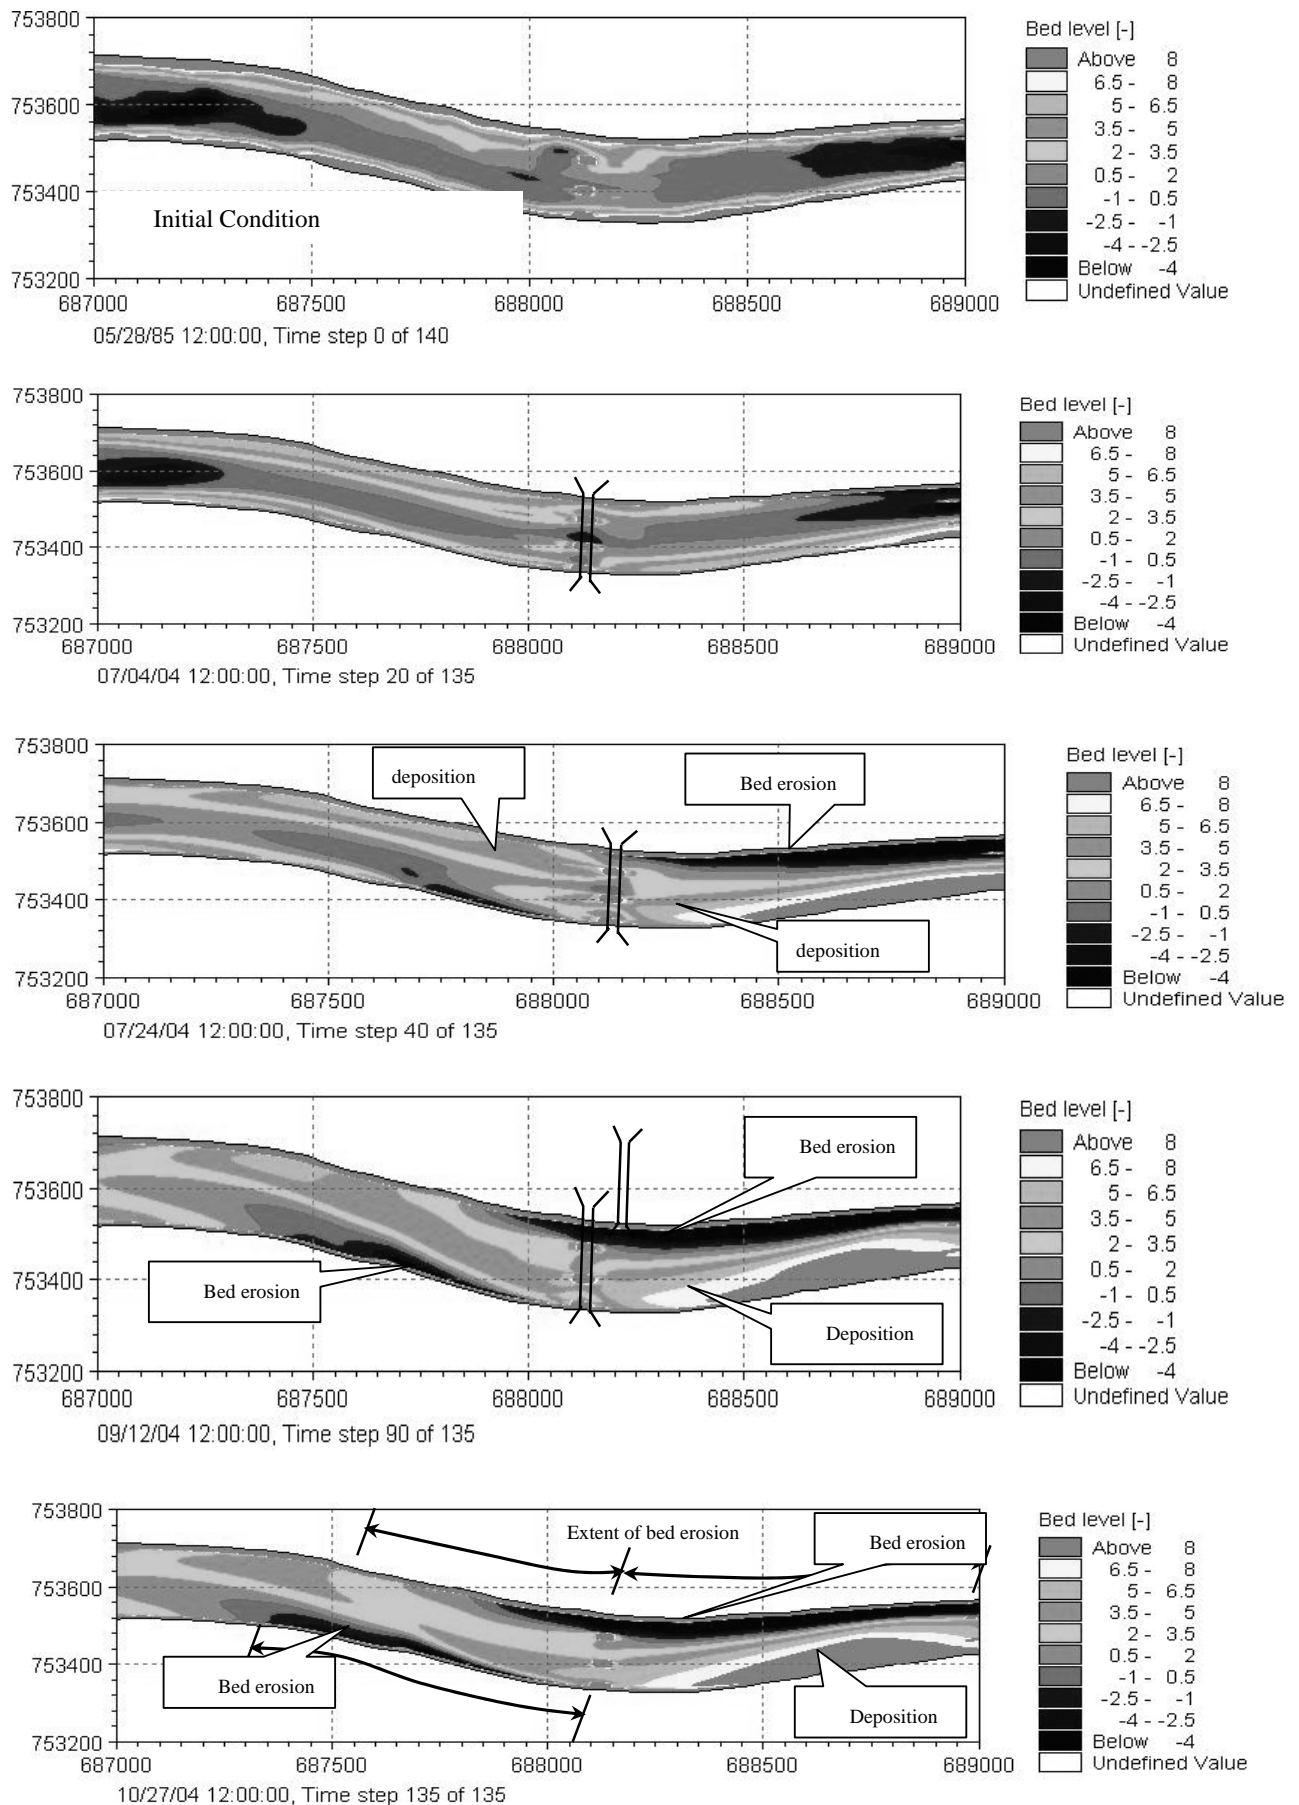 753800
753600
753400
753200
Initial Condition
687000 687500 688000 688500 689000
05/28/85 12:00:00, Time step 0 of 140
Bed level [-]
Above 8
6.5 - 8
5 - 6.5
3.5 - 5
2 - 3.5
0.5 - 2
-1 - 0.5
-2.5 - -1
-4 - -2.5
Below -4
Undefined Value
753800
753600
753400
753200
687000 687500 688000 688500 689000
07/04/04 12:00:00, Time step 20 of 135
Bed level [-]
Above 8
6.5 - 8
5 - 6.5
3.5 - 5
2 - 3.5
0.5 - 2
-1 - 0.5
-2.5 - -1
-4 - -2.5
Below -4
Undefined Value
753800
753600
753400
753200
deposition
Bed erosion
deposition
687000 687500 688000 688500 689000
07/24/04 12:00:00, Time step 40 of 135
Bed level [-]
Above 8
6.5 - 8
5 - 6.5
3.5 - 5
2 - 3.5
0.5 - 2
-1 - 0.5
-2.5 - -1
-4 - -2.5
Below -4
Undefined Value
753800
753600
753400
753200
Bed erosion
Bed erosion
Deposition
687000 687500 688000 688500 689000
09/12/04 12:00:00, Time step 90 of 135
Bed level [-]
Above 8
6.5 - 8
5 - 6.5
3.5 - 5
2 - 3.5
0.5 - 2
-1 - 0.5
-2.5 - -1
-4 - -2.5
Below -4
Undefined Value
753800
753600
753400
753200
Extent of bed erosion
Bed erosion
Bed erosion
Deposition
687000 687500 688000 688500 689000
10/27/04 12:00:00, Time step 135 of 135
Bed level [-]
Above 8
6.5 - 8
5 - 6.5
3.5 - 5
2 - 3.5
0.5 - 2
-1 - 0.5
-2.5 - -1
-4 - -2.5
Below -4
Undefined Value